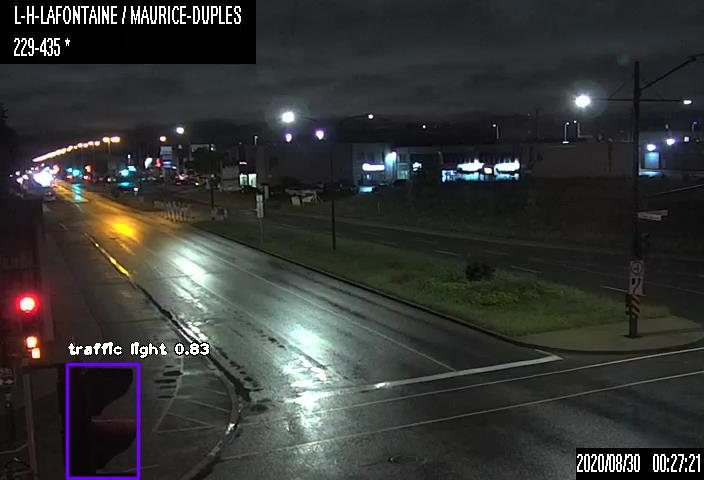 L-H-LAFONTAINE / MAURICE-DUPLES
229-435 *
traffic light 0.83
2020/08/30 00:27:21